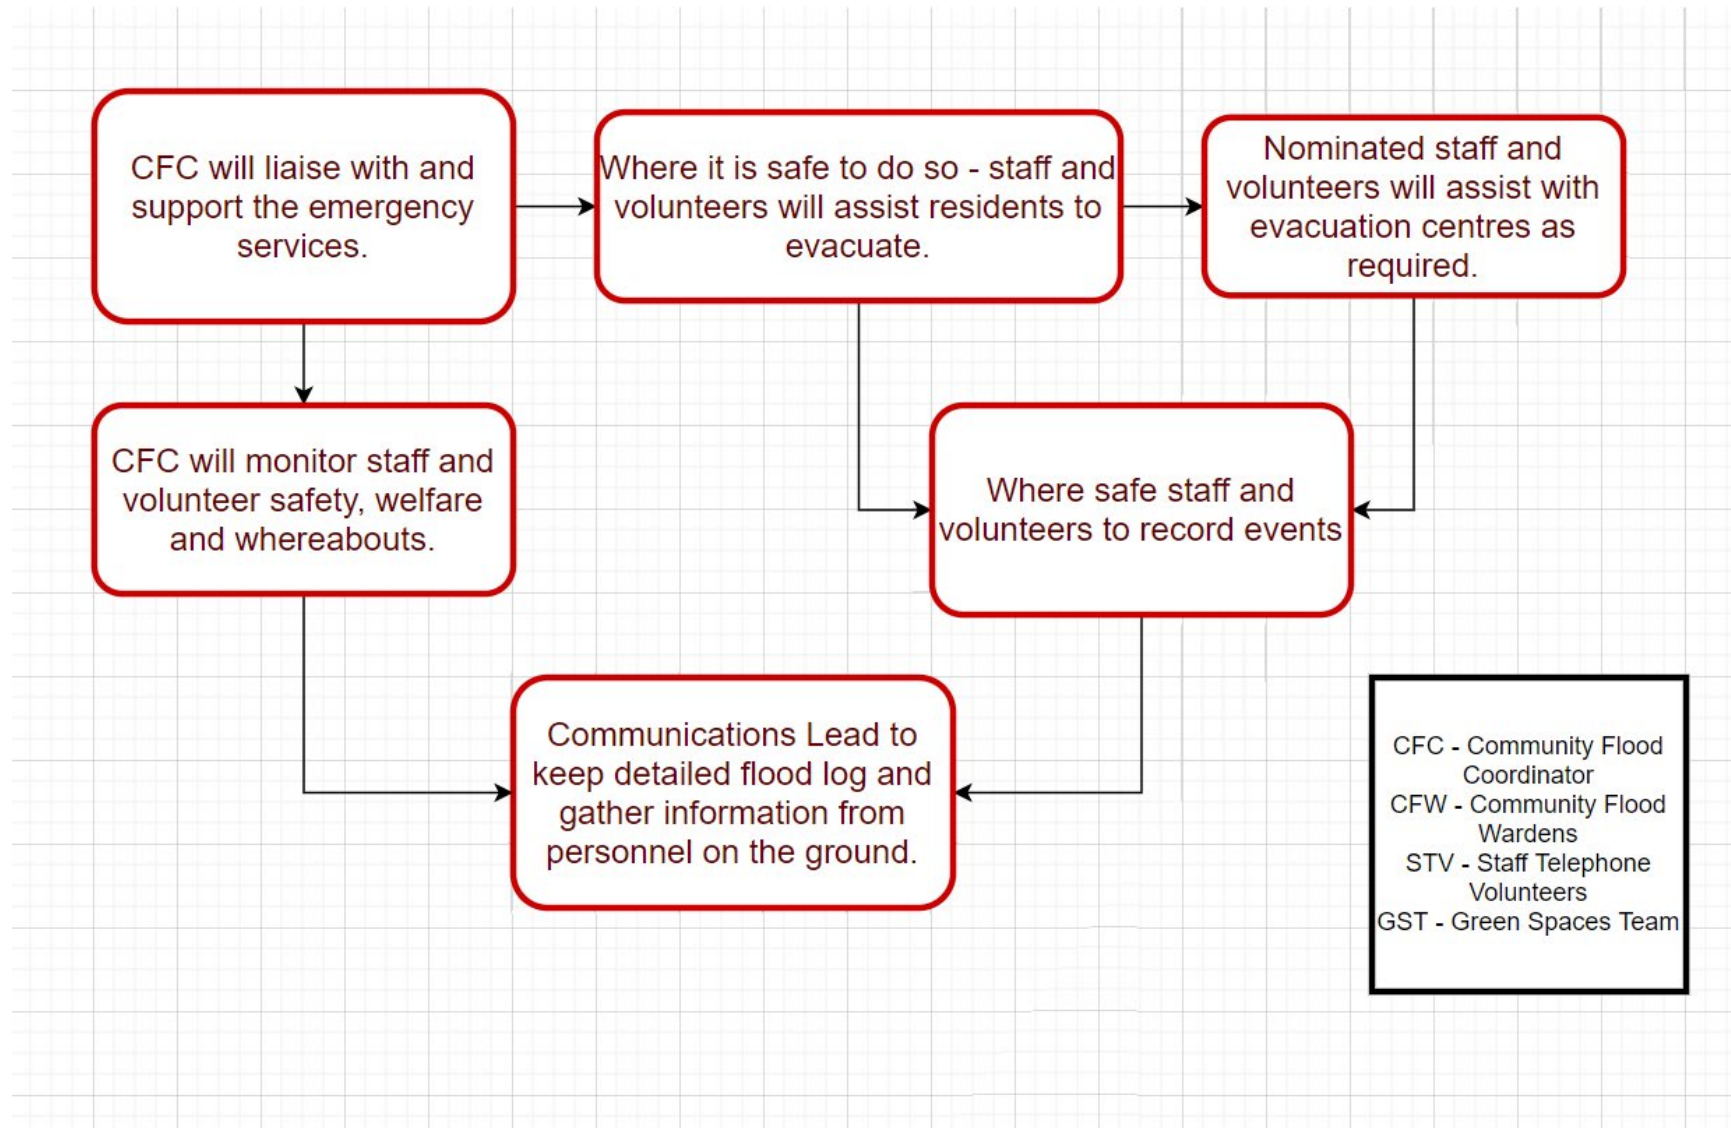 CFC will liaise with and
support the emergency
services.
Where it is safe to do so - staff and
volunteers will assist residents to
evacuate.
Nominated staff and
volunteers will assist with
evacuation centres as
required.
CFC will monitor staff and
volunteer safety, welfare
and whereabouts.
Where safe staff and
volunteers to record events
Communications Lead to
keep detailed flood log and
gather information from
personnel on the ground.
CFC - Community Flood
Coordinator
CFW - Community Flood
Wardens
STV - Staff Telephone
Volunteers
GST - Green Spaces Team